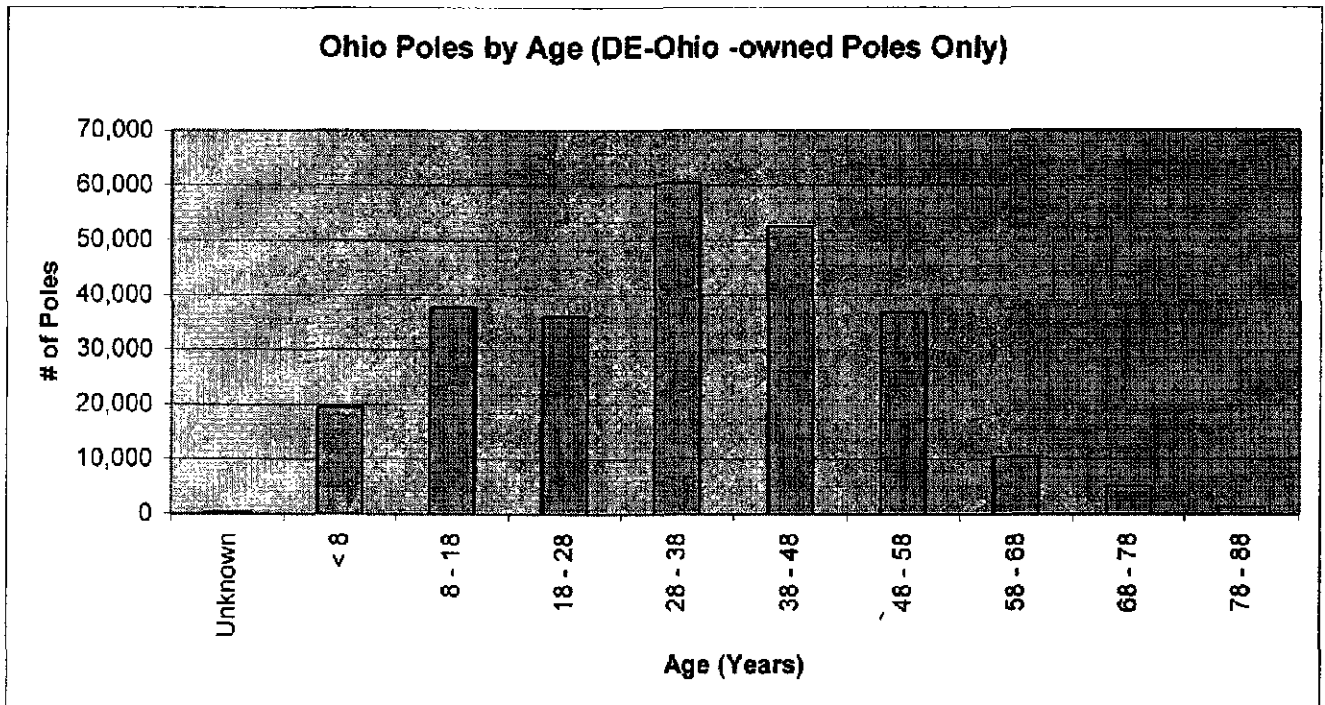 Ohio Poles by Age (DE-Ohio -owned Poles Only)
# of Poles
70,000
60,000
50,000
40,000
30,000
20,000
10,000
0
Unknown
< 8
8 - 18
18 - 28
28 - 38
38 - 48
48 - 58
58 - 68
68 - 78
78 - 88
Age (Years)